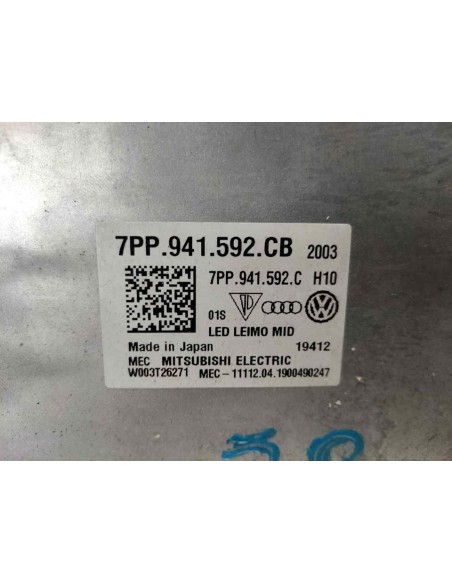 7PP.941.592.CB 2003
7PP.941.592.C H10
01S
LED LEIMO MID
Made in Japan 19412
MEC MITSUBISHI ELECTRIC
W003T26271 MEC-11112.04.1900490247